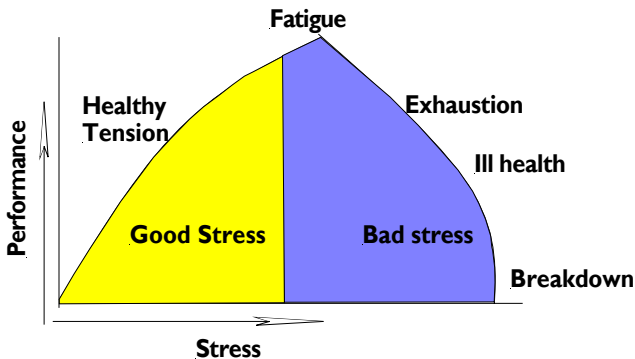 Fatigue
Healthy
Tension
Exhaustion
Ill health
Performance
Good Stress
Bad stress
Breakdown
Stress